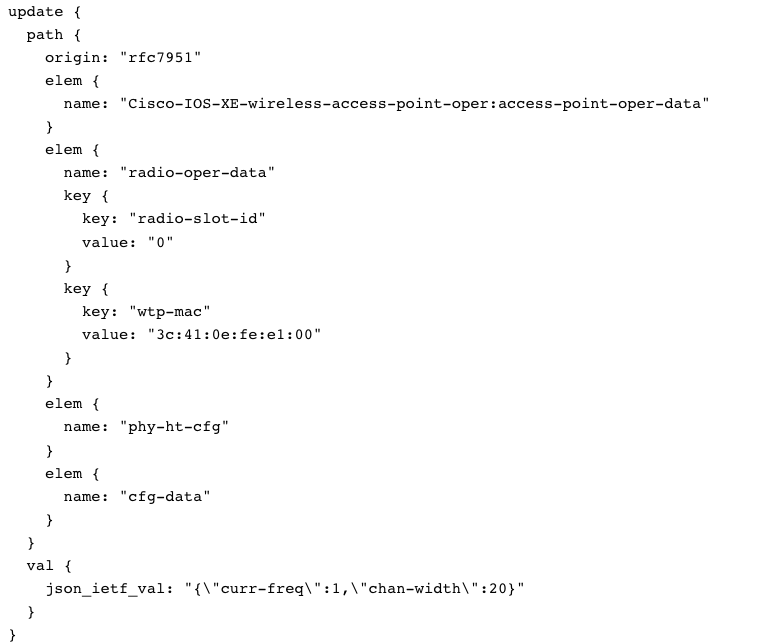 update {
  path {
    origin: "rfc7951"
    elem {
      name: "Cisco-IOS-XE-wireless-access-point-oper:access-point-oper-data"
    }
    elem {
      name: "radio-oper-data"
      key {
        key: "radio-slot-id"
        value: "0"
      }
      key {
        key: "wtp-mac"
        value: "3c:41:0e:fe:e1:00"
      }
    }
    elem {
      name: "phy-ht-cfg"
    }
    elem {
      name: "cfg-data"
    }
  }
  val {
    json_ietf_val: "{\"curr-freq\":1,\"chan-width\":20}"
  }
}